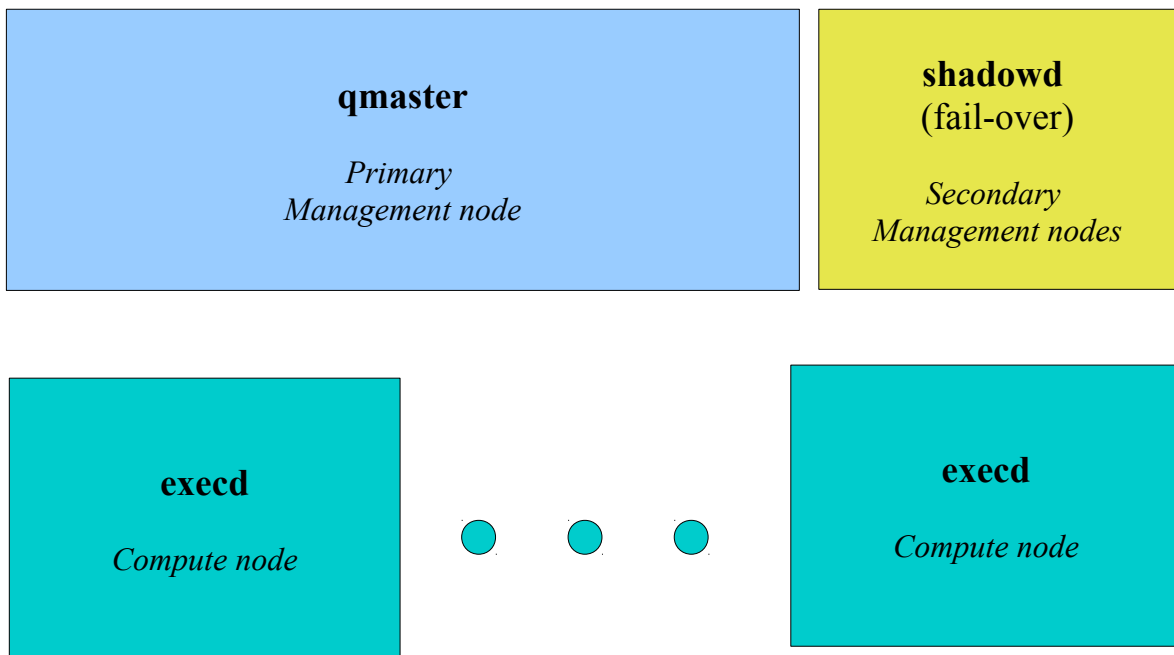 qmaster
Primary
Management node
shadowd
(fail-over)
Secondary
Management nodes
execd
Compute node
execd
Compute node